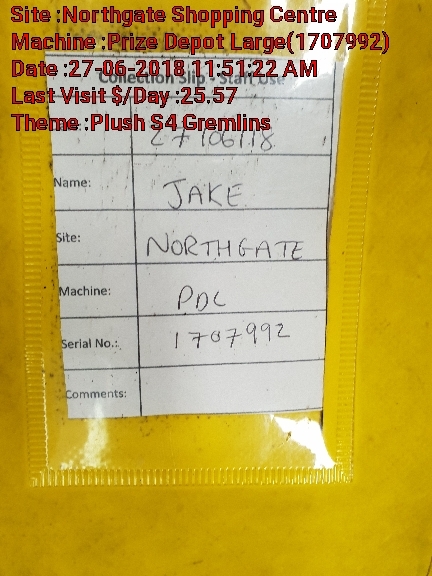 Site :Northgate Shopping Centre
Machine :Prize Depot Large(1707992)
Date :27-06-2018 11:51:22 AM
Collection Slip - Staff Use
Last Visit $/Day :25.57
Theme :Plush S4 Gremlins
27/06/18
Name: JAKE
Site: NORTHGATE
Machine: PDL
Serial No.: 1707992
Comments: